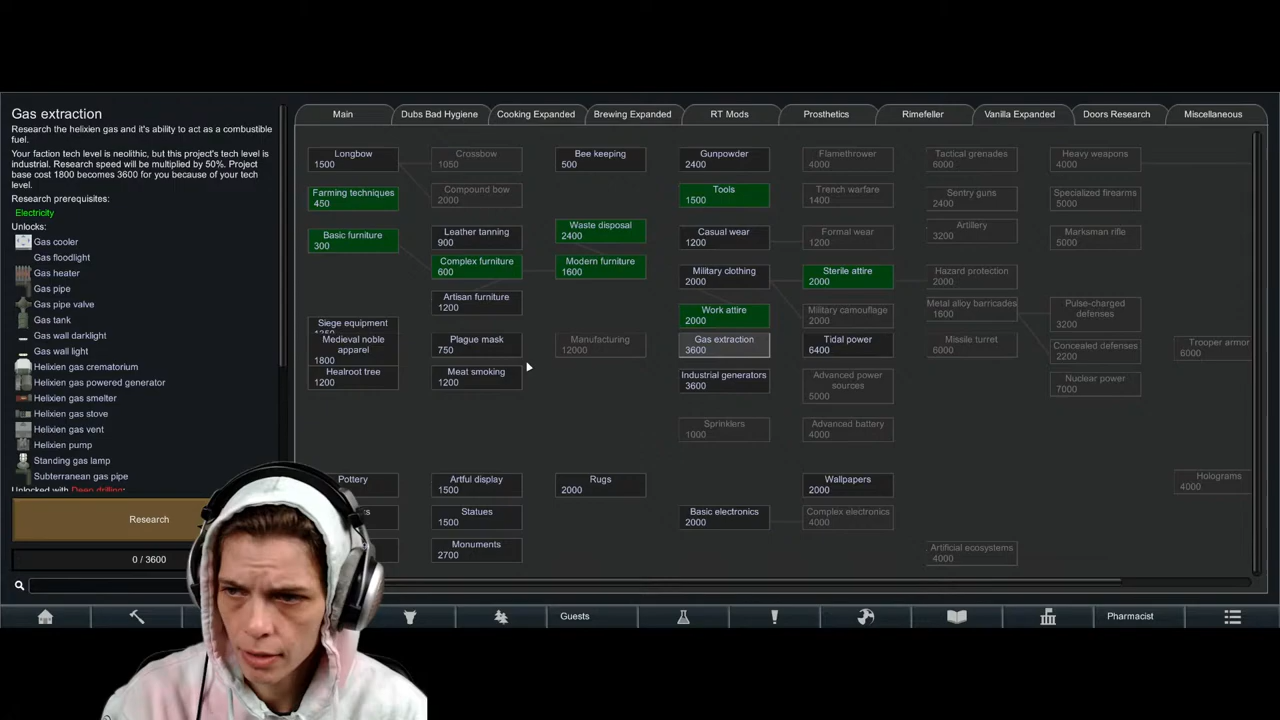 Gas extraction
Research the helixien gas and it's ability to act as a combustible
fuel.
Your faction tech level is neolithic, but this project's tech level is
industrial. Research speed will be multiplied by 50%. Project
base cost 1800 becomes 3600 for you because of your tech
level.
Research prerequisites:
Electricity
Unlocks:
Gas cooler
Gas floodlight
Gas heater
Gas pipe
Gas pipe valve
Gas tank
Gas wall darklight
Gas wall light
Helixien gas crematorium
Helixien gas powered generator
Helixien gas smelter
Helixien gas stove
Helixien gas vent
Helixien pump
Standing gas lamp
Subterranean gas pipe
Unlocked with Deep drilling:
Research
0 / 3600
Main Dubs Bad Hygiene Cooking Expanded Brewing Expanded RT Mods Prosthetics Rimefeller Vanilla Expanded Doors Research Miscellaneous
Longbow
1500
Crossbow
1050
Bee keeping
500
Gunpowder
2400
Flamethrower
4000
Tactical grenades
6000
Heavy weapons
4000
Farming techniques
450
Compound bow
2000
Tools
1500
Trench warfare
1400
Sentry guns
2400
Specialized firearms
5000
Basic furniture
300
Leather tanning
900
Waste disposal
2400
Casual wear
1200
Formal wear
1200
Artillery
3200
Marksman rifle
5000
Complex furniture
600
Modern furniture
1600
Military clothing
2000
Sterile attire
2000
Hazard protection
2000
Artisan furniture
1200
Work attire
2000
Military camouflage
2000
Metal alloy barricades
1600
Pulse-charged
defenses
3200
Siege equipment
Medieval noble
apparel
1800
Plague mask
750
Manufacturing
12000
Gas extraction
3600
Tidal power
6400
Missile turret
6000
Concealed defenses
2200
Trooper armor
6000
Healroot tree
1200
Meat smoking
1200
Industrial generators
3600
Advanced power
sources
5000
Nuclear power
7000
Sprinklers
1000
Advanced battery
4000
Pottery
Artful display
1500
Rugs
2000
Wallpapers
2000
Holograms
4000
Statues
1500
Basic electronics
2000
Complex electronics
4000
Monuments
2700
Artificial ecosystems
4000
Guests
Pharmacist